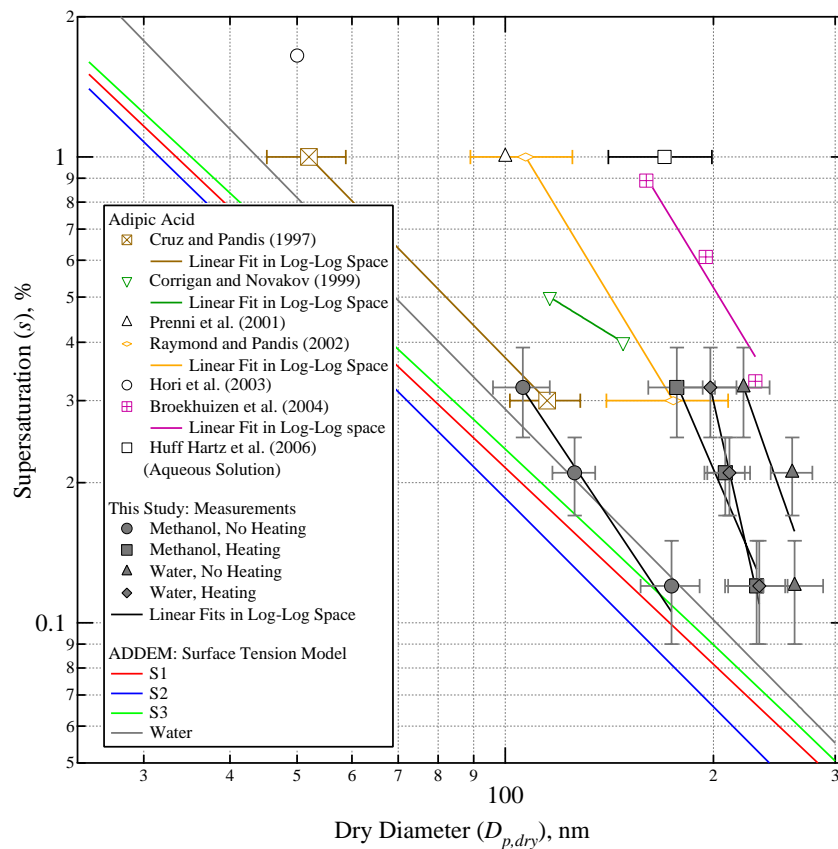 2
1
9
8
7
6
5
4
3
2
0.1
9
8
7
6
5
Supersaturation (s), %
Adipic Acid
Cruz and Pandis (1997)
Linear Fit in Log-Log Space
Corrigan and Novakov (1999)
Linear Fit in Log-Log Space
Prenni et al. (2001)
Raymond and Pandis (2002)
Linear Fit in Log-Log Space
Hori et al. (2003)
Broekhuizen et al. (2004)
Linear Fit in Log-Log space
Huff Hartz et al. (2006)
(Aqueous Solution)
This Study: Measurements
Methanol, No Heating
Methanol, Heating
Water, No Heating
Water, Heating
Linear Fits in Log-Log Space
ADDEM: Surface Tension Model
S1
S2
S3
Water
3 4 5 6 7 8 9 2 3
100
Dry Diameter (Dp,dry), nm